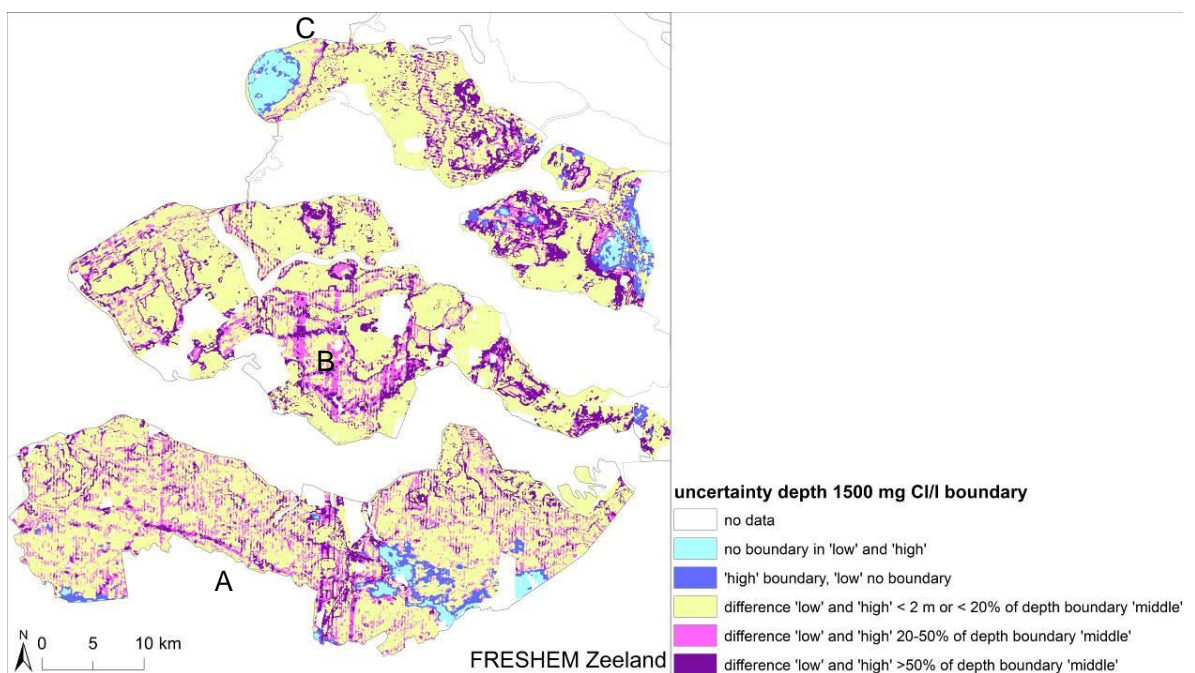 C
B
A
N
0 5 10 km
FRESHEM Zeeland
uncertainty depth 1500 mg Cl/l boundary
no data
no boundary in 'low' and 'high'
'high' boundary, 'low' no boundary
difference 'low' and 'high' < 2 m or < 20% of depth boundary 'middle'
difference 'low' and 'high' 20-50% of depth boundary 'middle'
difference 'low' and 'high' >50% of depth boundary 'middle'